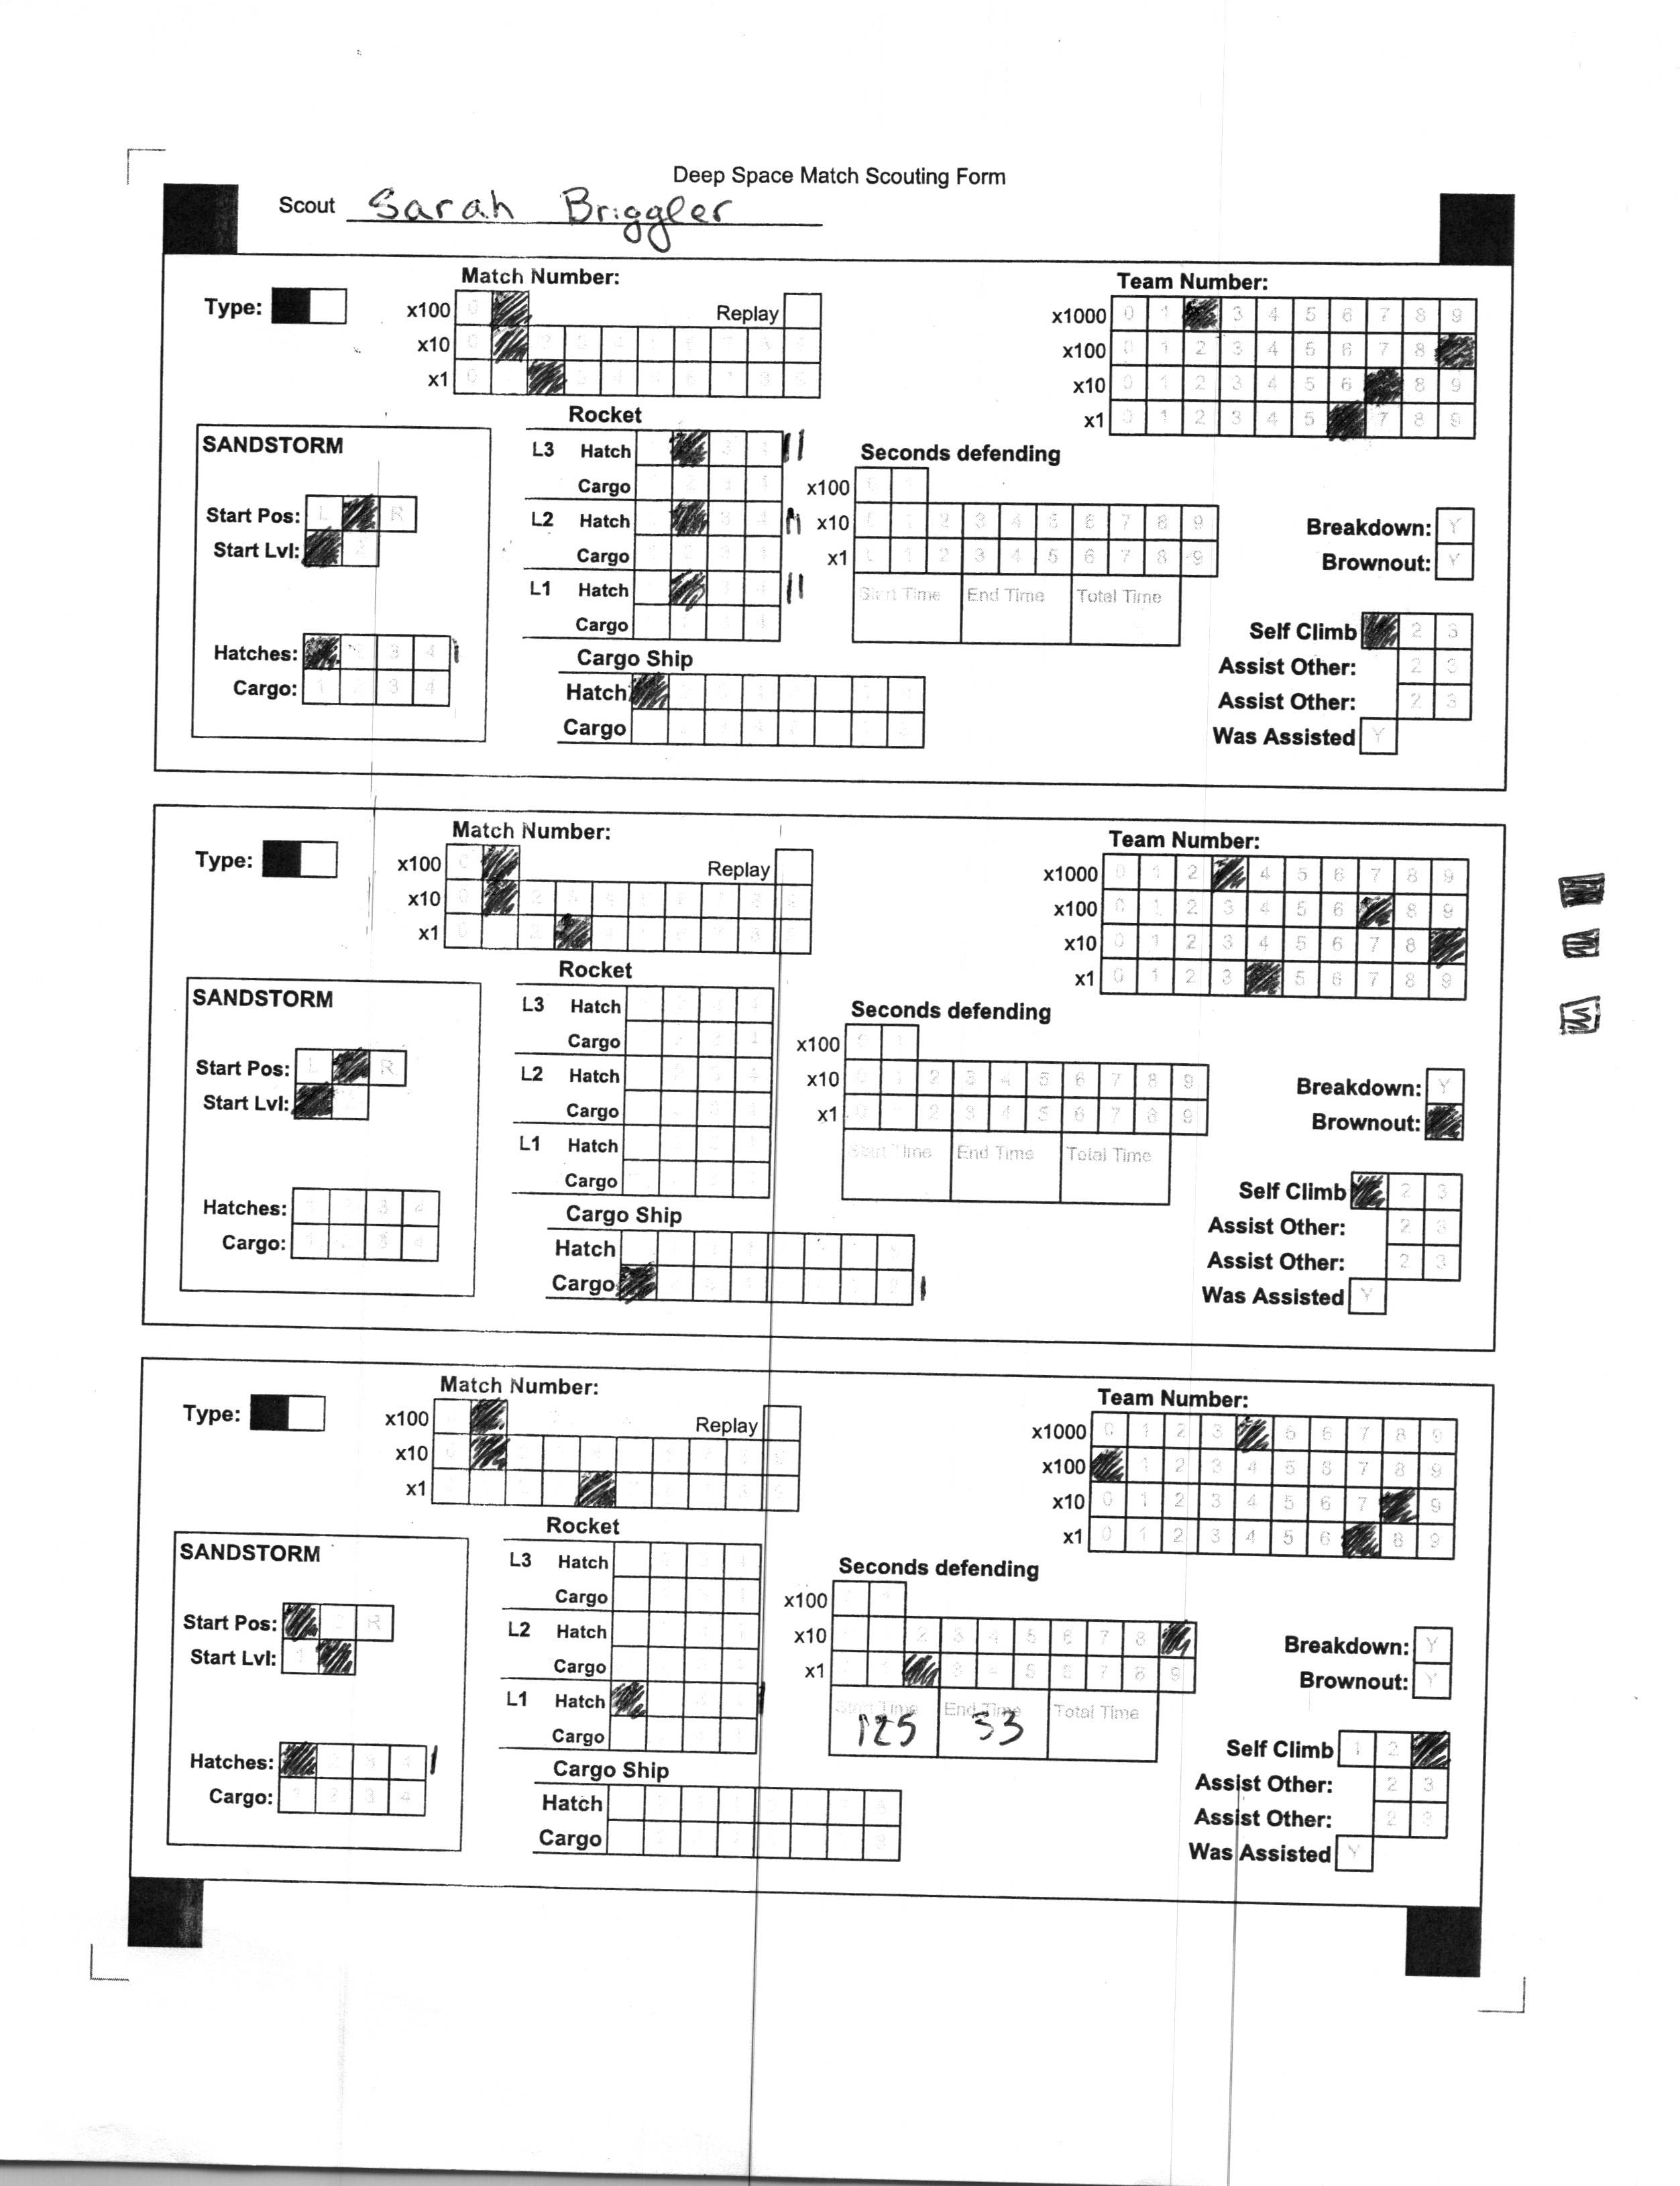 Deep Space Match Scouting Form
Scout Sarah Briggler
Match Number:
Team Number:
Type:
x100 0
Replay
x10
x1 0
x1000 0 1 3 4 5 6 7 8 9
x100 0 1 2 3 4 5 6 7 8
x10 0 1 2 3 4 5 6 8 9
x1 0 1 2 3 4 5 7 8 9
SANDSTORM
Start Pos: L R
Start Lvl: 2
Hatches: 3 4
Cargo: 1 2 3 4
Rocket
L3 Hatch 3 4
Cargo 2 3 4
L2 Hatch 3 4
Cargo
L1 Hatch 3 4
Cargo
Cargo Ship
Hatch
Cargo
Seconds defending
x100
x10 2 3 4 5 6 7 8 9
x1 1 2 3 4 5 6 7 8 9
Start Time End Time Total Time
Breakdown: Y
Brownout: Y
Self Climb 2 3
Assist Other: 2 3
Assist Other: 2 3
Was Assisted Y
Match Number:
Team Number:
Type:
x100
Replay
x10
x1
x1000 0 1 2 4 5 6 7 8 9
x100 0 1 2 3 4 5 6 8 9
x10 0 1 2 3 4 5 6 7 8
x1 0 1 2 3 5 6 7 8 9
SANDSTORM
Start Pos: L R
Start Lvl:
Hatches: 3 4
Cargo: 3 4
Rocket
L3 Hatch
Cargo
L2 Hatch
Cargo
L1 Hatch
Cargo
Cargo Ship
Hatch
Cargo
Seconds defending
x100
x10 2 3 4 5 6 7 8 9
x1 2 3 4 5 6 7 8 9
Start Time End Time Total Time
Breakdown: Y
Brownout:
Self Climb 2 3
Assist Other: 2 3
Assist Other: 2 3
Was Assisted Y
Match Number:
Team Number:
Type:
x100
Replay
x10
x1
x1000 0 1 2 3 5 6 7 8 9
x100 1 2 3 4 5 6 7 8 9
x10 0 1 2 3 4 5 6 7 9
x1 0 1 2 3 4 5 6 8 9
SANDSTORM
Start Pos: R
Start Lvl: 1
Hatches: 2 3 4
Cargo: 1 2 3 4
Rocket
L3 Hatch
Cargo
L2 Hatch
Cargo
L1 Hatch
Cargo
Cargo Ship
Hatch
Cargo
Seconds defending
x100
x10 2 3 4 5 6 7 8
x1 3 4 5 6 7 8 9
Start Time End Time Total Time
125 33
Breakdown: Y
Brownout: Y
Self Climb 1 2
Assist Other: 2 3
Assist Other: 2 3
Was Assisted Y